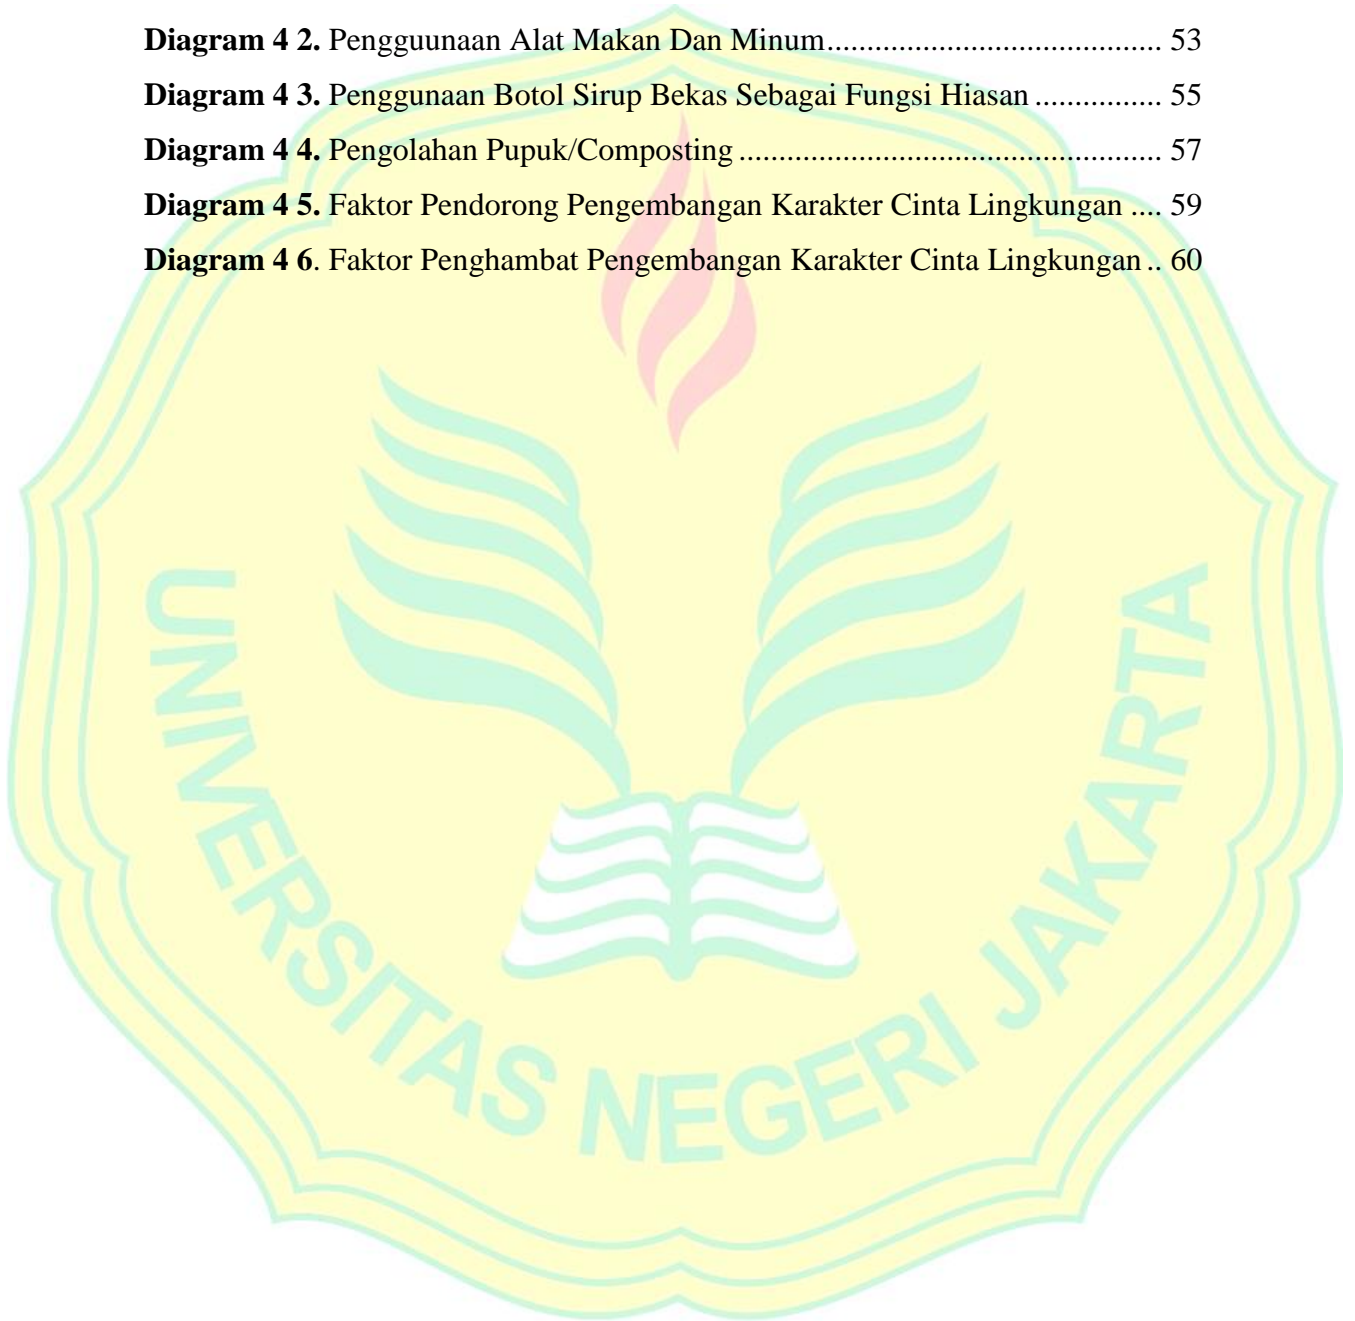 Diagram 4 2. Pengguunaan Alat Makan Dan Minum.......................................... 53
Diagram 4 3. Penggunaan Botol Sirup Bekas Sebagai Fungsi Hiasan ................ 55
Diagram 4 4. Pengolahan Pupuk/Composting ..................................................... 57
Diagram 4 5. Faktor Pendorong Pengembangan Karakter Cinta Lingkungan .... 59
Diagram 4 6. Faktor Penghambat Pengembangan Karakter Cinta Lingkungan .. 60
UNIVERSITAS NEGERI JAKARTA